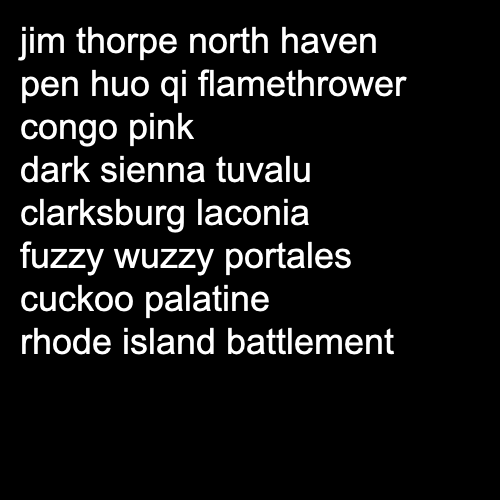 jim thorpe north haven
pen huo qi flamethrower
congo pink
dark sienna tuvalu
clarksburg laconia
fuzzy wuzzy portales
cuckoo palatine
rhode island battlement